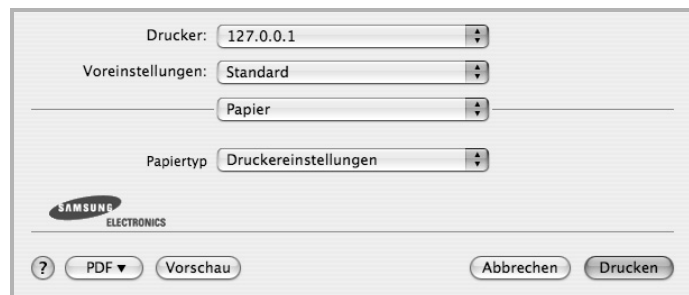 Drucker: 127.0.0.1
Voreinstellungen: Standard
Papier
Papiertyp Druckereinstellungen
SAMSUNG
ELECTRONICS
? PDF▼ Vorschau Abbrechen Drucken